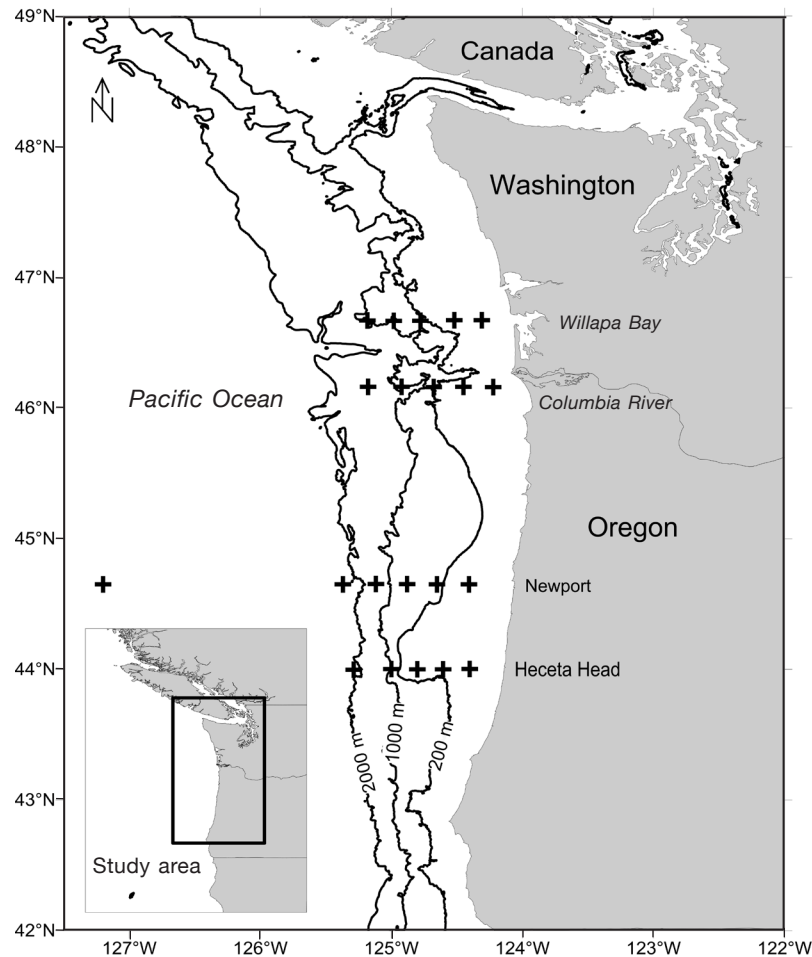 49°N
Canada
N
48°N
Washington
47°N
Willapa Bay
Pacific Ocean
46°N
Columbia River
Oregon
45°N
Newport
44°N
Heceta Head
2000 m
1000 m
200 m
43°N
Study area
42°N
127°W
126°W
125°W
124°W
123°W
122°W